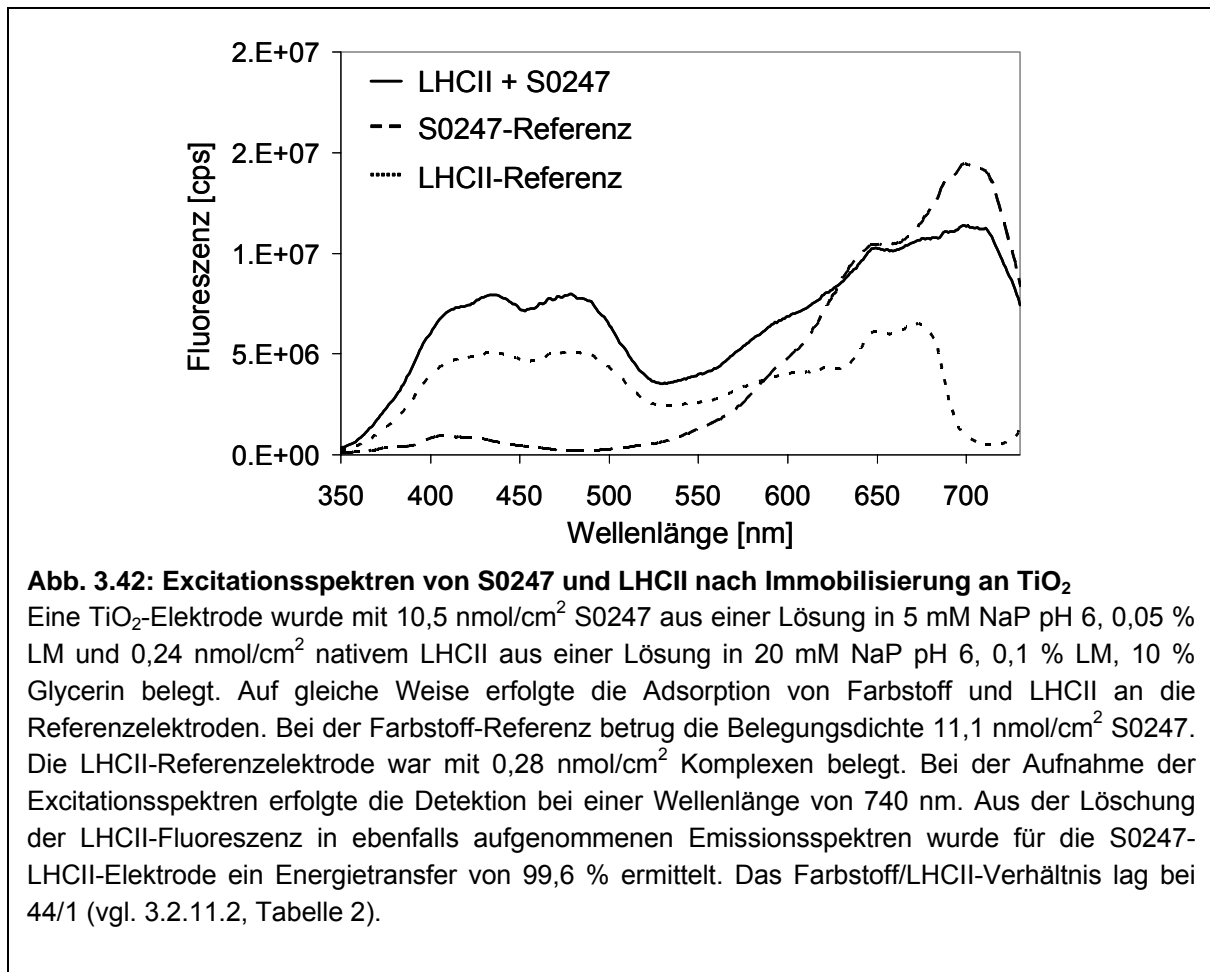 2.E+07
2.E+07
1.E+07
5.E+06
0.E+00
Fluoreszenz [cps]
LHCII + S0247
S0247-Referenz
LHCII-Referenz
350 400 450 500 550 600 650 700
Wellenlänge [nm]
Abb. 3.42: Excitationsspektren von S0247 und LHCII nach Immobilisierung an TiO₂
Eine TiO₂-Elektrode wurde mit 10,5 nmol/cm² S0247 aus einer Lösung in 5 mM NaP pH 6, 0,05 %
LM und 0,24 nmol/cm² nativem LHCII aus einer Lösung in 20 mM NaP pH 6, 0,1 % LM, 10 %
Glycerin belegt. Auf gleiche Weise erfolgte die Adsorption von Farbstoff und LHCII an die
Referenzelektroden. Bei der Farbstoff-Referenz betrug die Belegungsdichte 11,1 nmol/cm² S0247.
Die LHCII-Referenzelektrode war mit 0,28 nmol/cm² Komplexen belegt. Bei der Aufnahme der
Excitationsspektren erfolgte die Detektion bei einer Wellenlänge von 740 nm. Aus der Löschung
der LHCII-Fluoreszenz in ebenfalls aufgenommenen Emissionsspektren wurde für die S0247-
LHCII-Elektrode ein Energietransfer von 99,6 % ermittelt. Das Farbstoff/LHCII-Verhältnis lag bei
44/1 (vgl. 3.2.11.2, Tabelle 2).